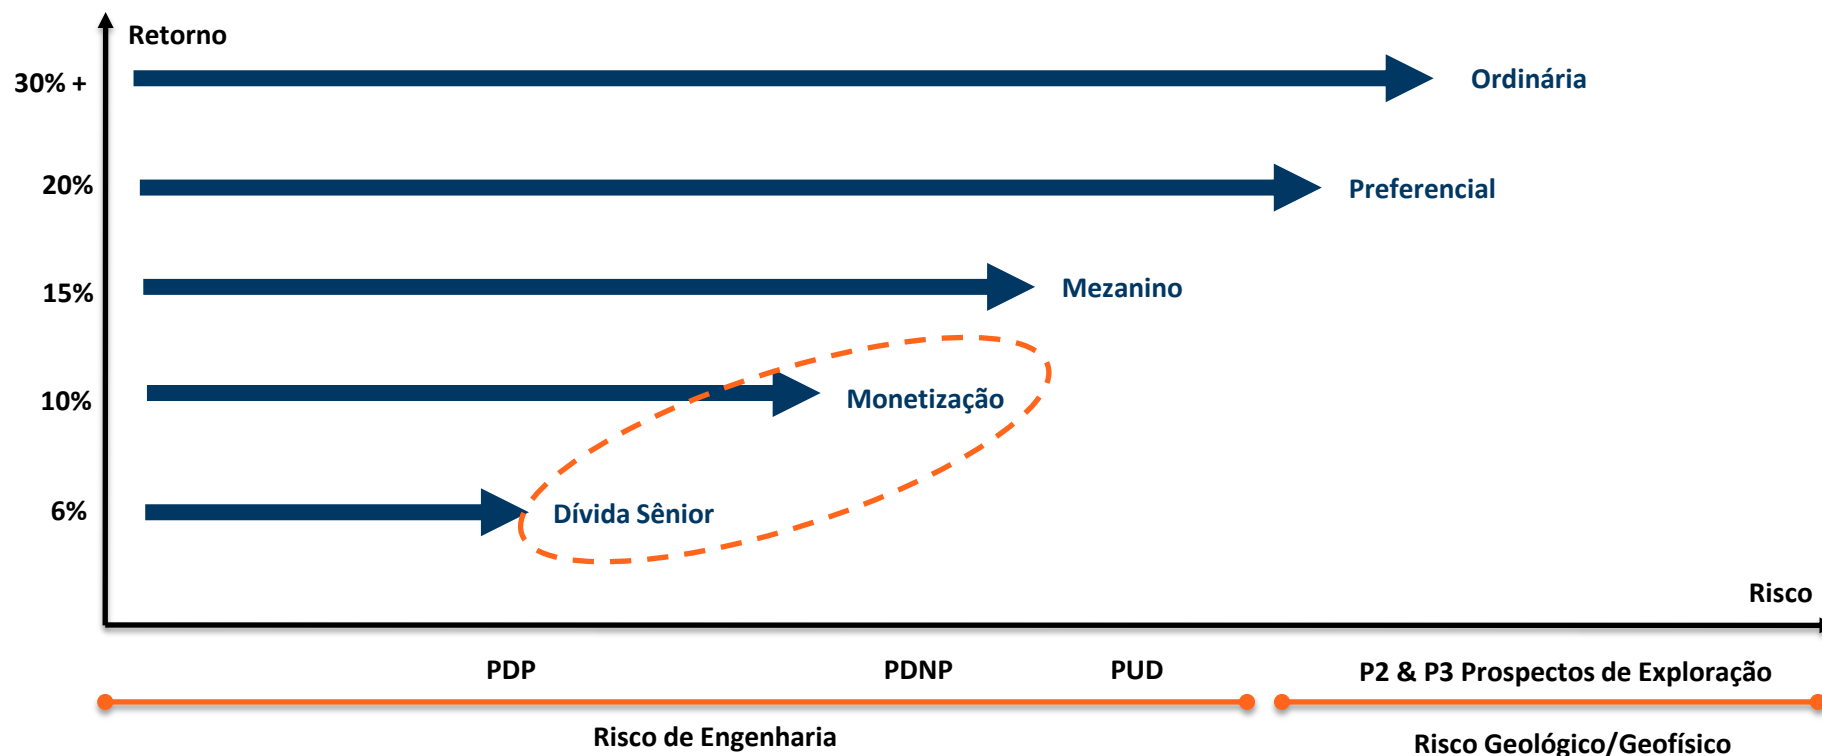 Retorno
30% +
Ordinária
20%
Preferencial
15%
Mezanino
10%
Monetização
6%
Dívida Sênior
Risco
PDP
PDNP
PUD
P2 & P3 Prospectos de Exploração
Risco de Engenharia
Risco Geológico/Geofísico